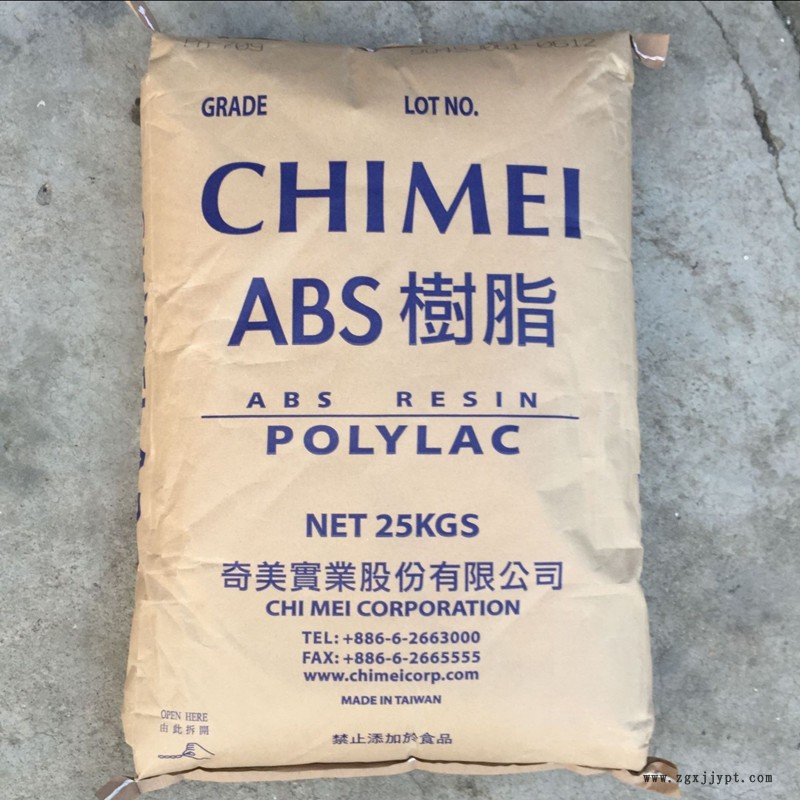 GRADE LOT NO.
CHIMEI
ABS 樹脂
ABS RESIN
POLYLAC
NET 25KGS
奇美實業股份有限公司
CHI MEI CORPORATION
TEL: +886-6-2663000
FAX: +886-6-2665555
www.chimeicorp.com
MADE IN TAIWAN
OPEN HERE
由此拆開
禁止添加於食品
www.zgxjjypt.com